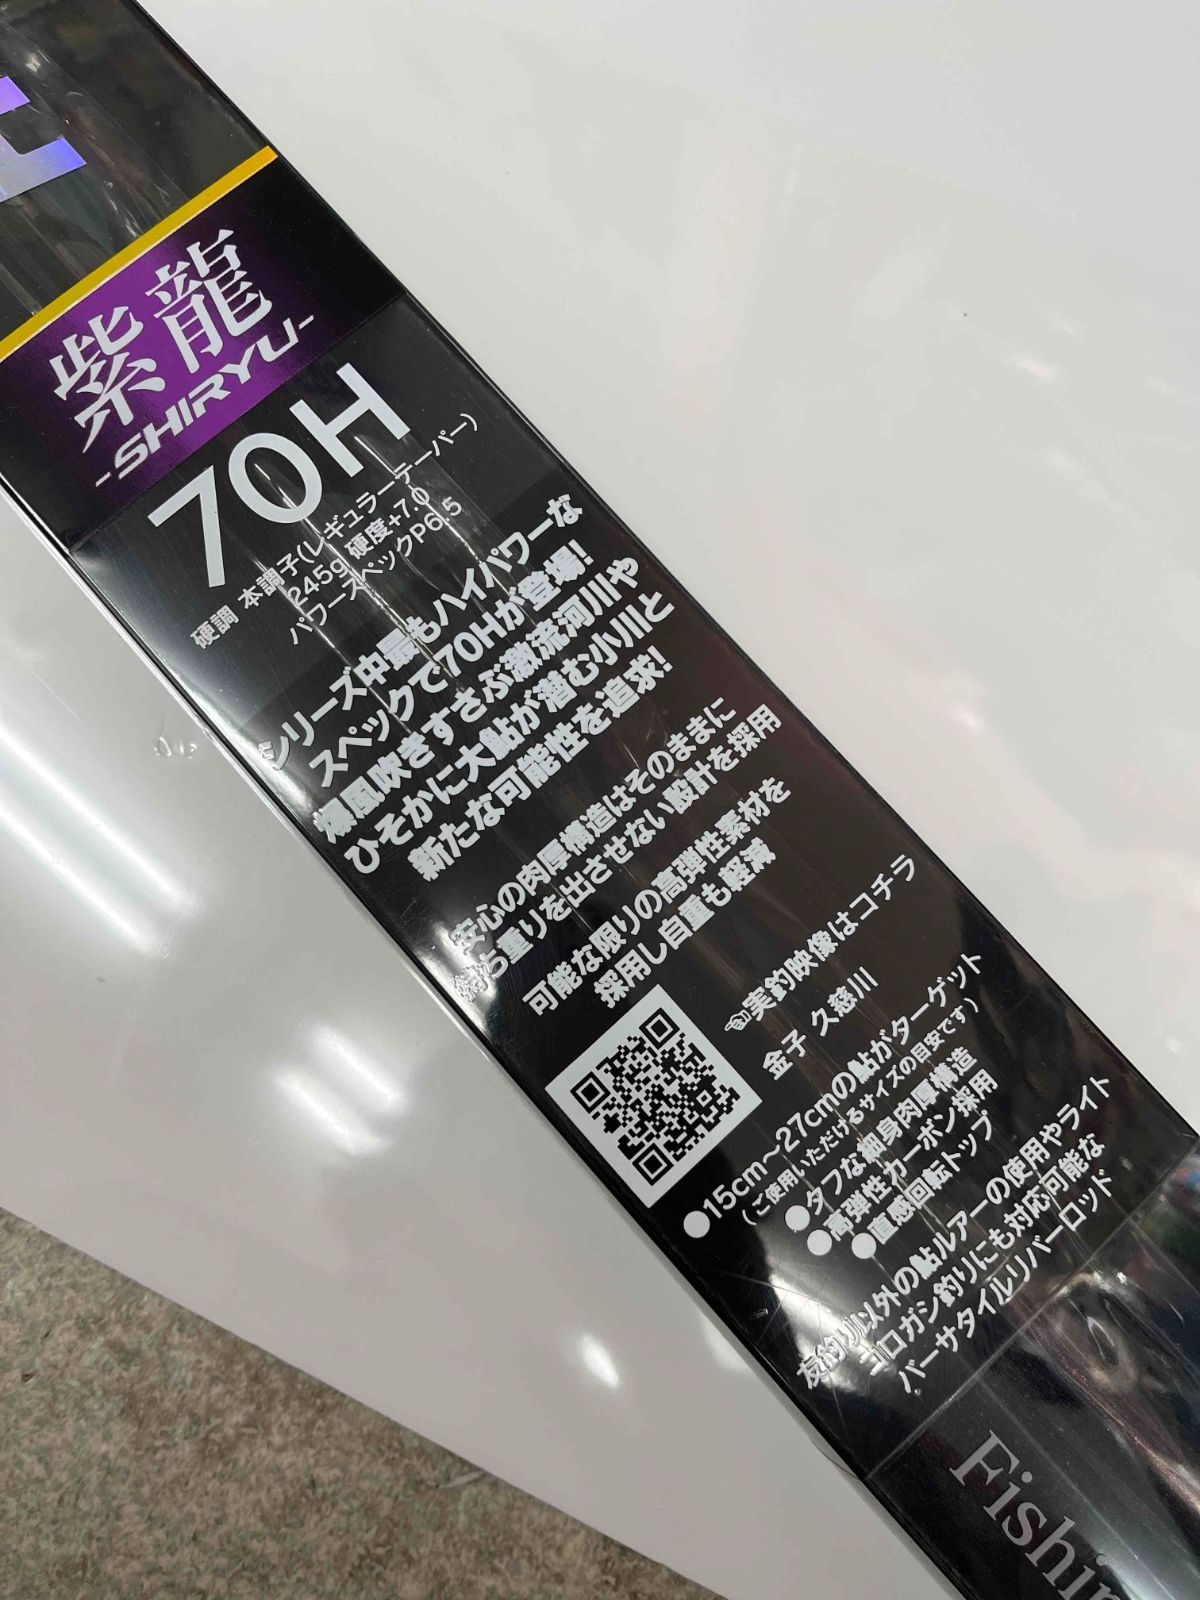 紫龍
-SHIRYU-
70H
硬調 本調子(レギュラーテーパー)
245g 硬度+7.0
パワースペックP6.5
シリーズ中最もハイパワーな
スペックで70Hが登場!
爆風吹きすさぶ激流河川や
ひそかに大鮎が潜む小川と
新たな可能性を追求!
安心の肉厚構造はそのままに
持ち重りを出させない設計を採用
可能な限りの高弾性素材を
採用し自重も軽減
☜実釣映像はコチラ
金子 久慈川
●15cm～27cmの鮎がターゲット
(ご使用いただけるサイズの目安です)
●タフな細身肉厚構造
●高弾性カーボン採用
●直感回転トップ
友釣り以外の鮎ルアーの使用やライト
ゴロガシ釣りにも対応可能な
バーサタイルリバーロッド
Fishin